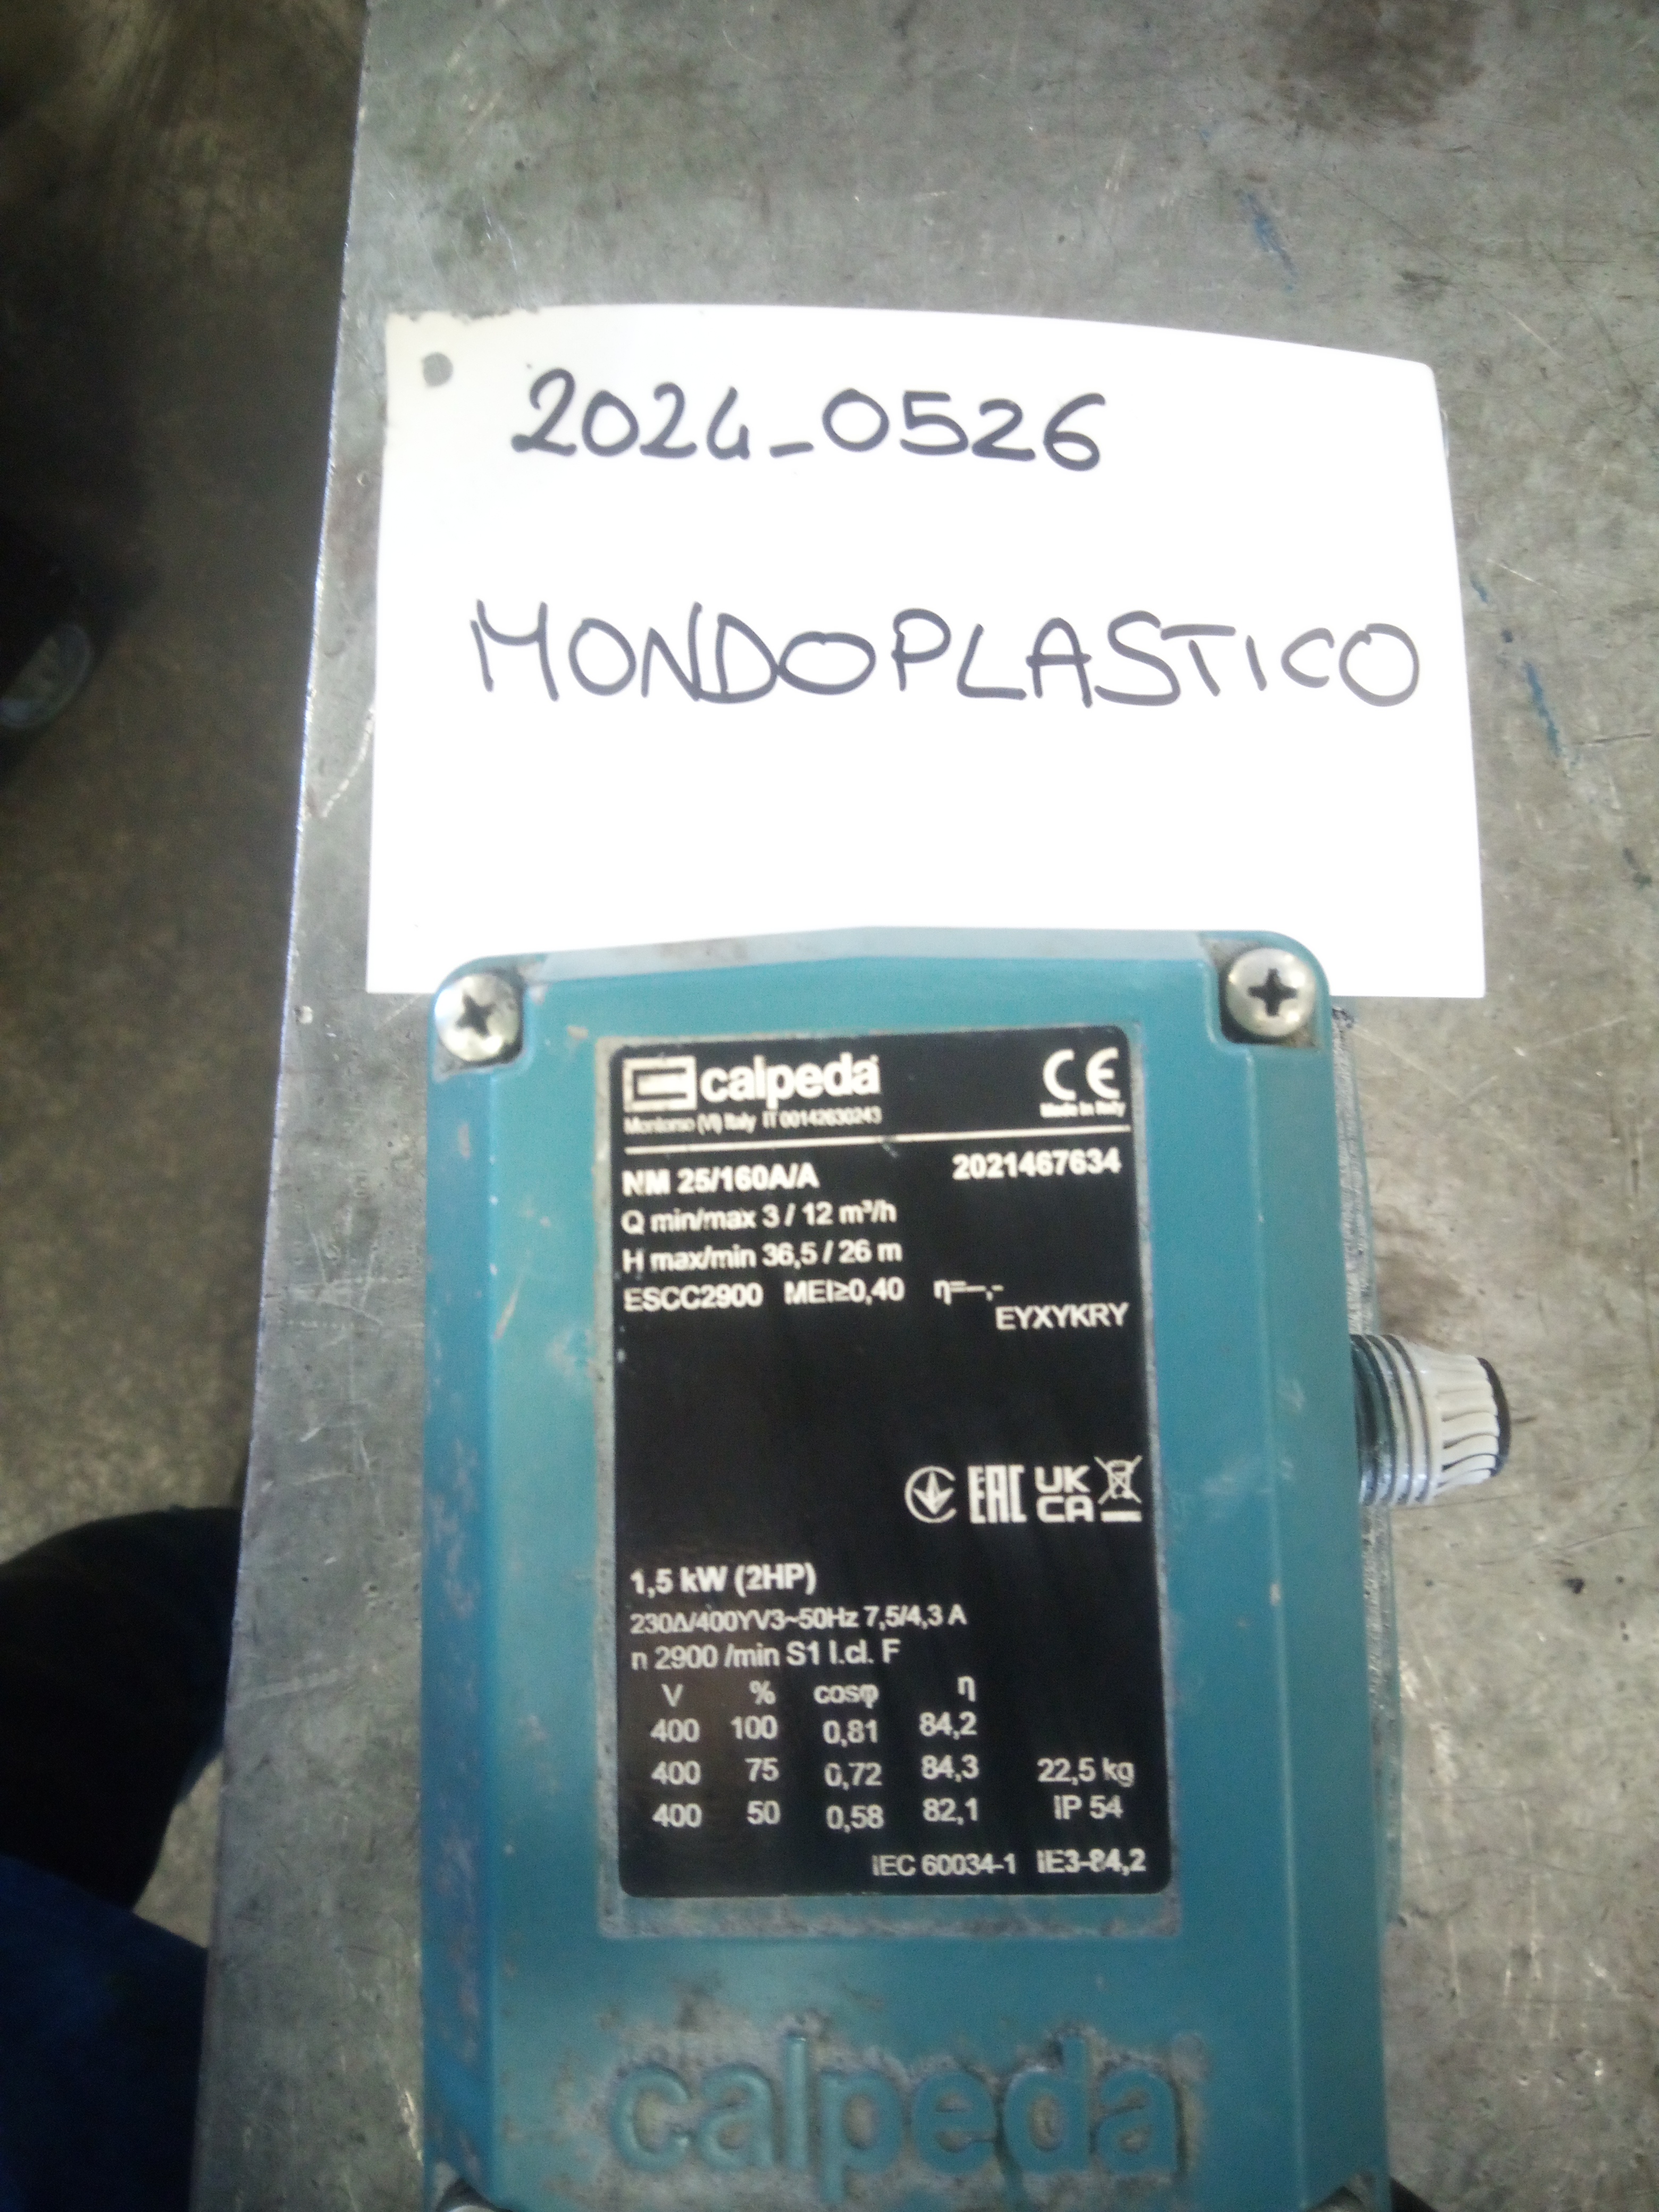 2024_0526
MONDOPLASTICO
calpeda CE
Montorso (VI) Italy IT 00142630243 Made in Italy
NM 25/160A/A 2021467634
Q min/max 3 / 12 m³/h
H max/min 36,5 / 26 m
ESCC2900 MEI≥0,40 η=--,-
EYXYKRY
EAC UK
CA
1,5 kW (2HP)
230Δ/400YV3~50Hz 7,5/4,3 A
n 2900 /min S1 I.cl. F
V % cosφ η
400 100 0,81 84,2
400 75 0,72 84,3 22,5 kg
400 50 0,58 82,1 IP 54
IEC 60034-1 IE3-84,2
calpeda